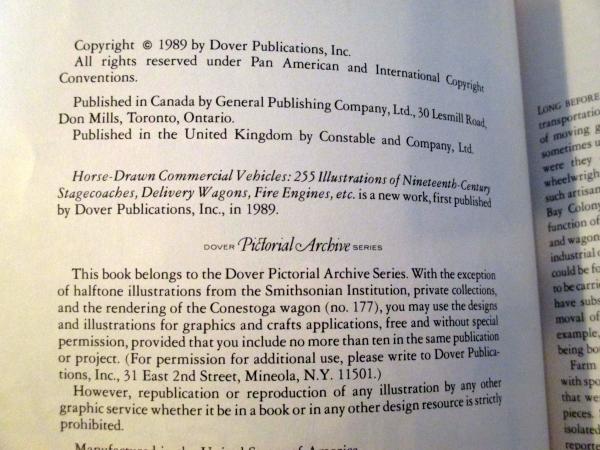 Copyright © 1989 by Dover Publications, Inc.
All rights reserved under Pan American and International Copyright
Conventions.
Published in Canada by General Publishing Company, Ltd., 30 Lesmill Road,
Don Mills, Toronto, Ontario.
Published in the United Kingdom by Constable and Company, Ltd.
Horse-Drawn Commercial Vehicles: 255 Illustrations of Nineteenth-Century
Stagecoaches, Delivery Wagons, Fire Engines, etc. is a new work, first published
by Dover Publications, Inc., in 1989.
DOVER Pictorial Archive SERIES
This book belongs to the Dover Pictorial Archive Series. With the exception
of halftone illustrations from the Smithsonian Institution, private collections,
and the rendering of the Conestoga wagon (no. 177), you may use the designs
and illustrations for graphics and crafts applications, free and without special
permission, provided that you include no more than ten in the same publication
or project. (For permission for additional use, please write to Dover Publica-
tions, Inc., 31 East 2nd Street, Mineola, N.Y. 11501.)
However, republication or reproduction of any illustration by any other
graphic service whether it be in a book or in any other design resource is strictly
prohibited.
LONG BEFORE
transportatio
of moving g
sometimes u
were they
wheelwrigh
such artisan
Bay Colony
function of
and wagon
industrial c
could be fo
to be carri
have subs
moval of
example,
being bo
Farm
with spo
that we
pieces.
isolated
reporte